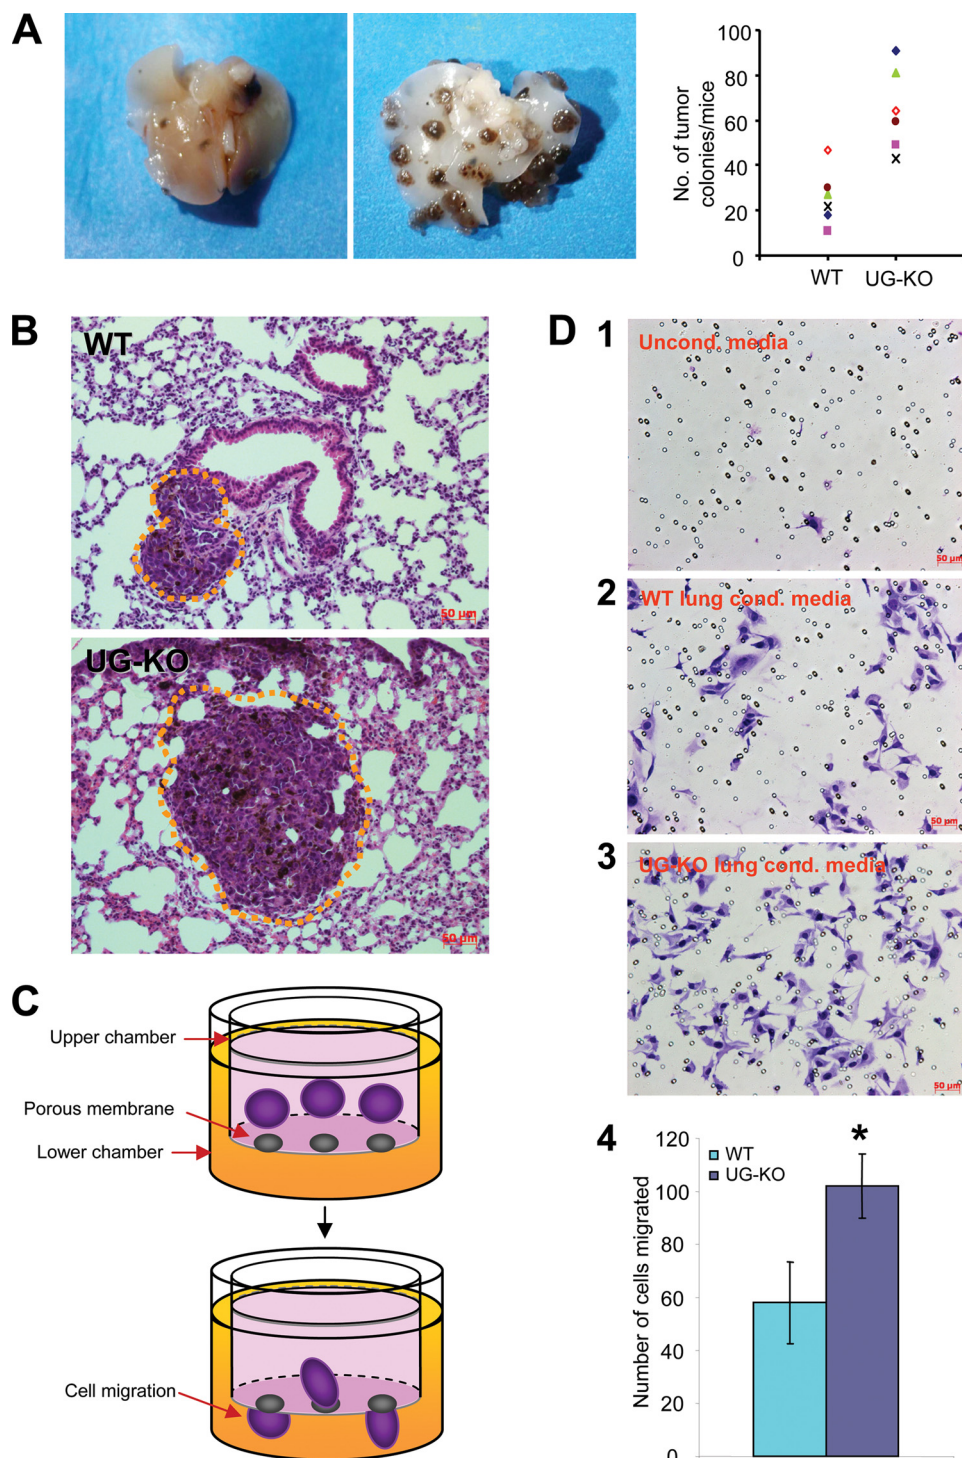 A
No. of tumor
colonies/mice
100
80
60
40
20
0
WT
UG-KO
B
WT
50 µm
UG-KO
50 µm
C
Upper chamber
Porous membrane
Lower chamber
Cell migration
D
1
Uncond. media
50 µm
2
WT lung cond. media
50 µm
3
UG-KO lung cond. media
50 µm
4
Number of cells migrated
120
100
80
60
40
20
0
WT
UG-KO
*